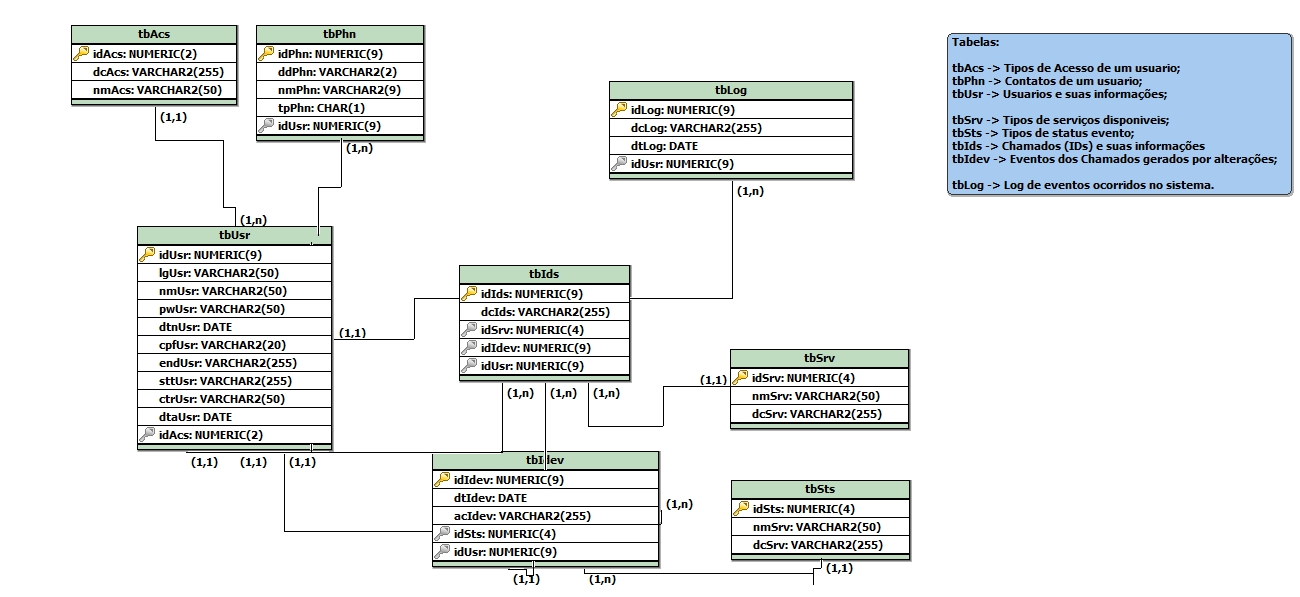 tbAcs
idAcs: NUMERIC(2)
dcAcs: VARCHAR2(255)
nmAcs: VARCHAR2(50)
(1,1)
tbPhn
idPhn: NUMERIC(9)
ddPhn: VARCHAR2(2)
nmPhn: VARCHAR2(9)
tpPhn: CHAR(1)
idUsr: NUMERIC(9)
(1,n)
tbLog
idLog: NUMERIC(9)
dcLog: VARCHAR2(255)
dtLog: DATE
idUsr: NUMERIC(9)
(1,n)
Tabelas:
tbAcs -> Tipos de Acesso de um usuario;
tbPhn -> Contatos de um usuario;
tbUsr -> Usuarios e suas informações;
tbSrv -> Tipos de serviços disponiveis;
tbSts -> Tipos de status evento;
tbIds -> Chamados (IDs) e suas informações
tbIdev -> Eventos dos Chamados gerados por alterações;
tbLog -> Log de eventos ocorridos no sistema.
(1,n)
tbUsr
idUsr: NUMERIC(9)
lgUsr: VARCHAR2(50)
nmUsr: VARCHAR2(50)
pwUsr: VARCHAR2(50)
dtnUsr: DATE
cpfUsr: VARCHAR2(20)
endUsr: VARCHAR2(255)
sttUsr: VARCHAR2(255)
ctrUsr: VARCHAR2(50)
dtaUsr: DATE
idAcs: NUMERIC(2)
(1,1)
(1,1)
(1,1)
(1,1)
tbIds
idIds: NUMERIC(9)
dcIds: VARCHAR2(255)
idSrv: NUMERIC(4)
idIdev: NUMERIC(9)
idUsr: NUMERIC(9)
(1,n)
(1,n)
(1,n)
(1,1)
tbSrv
idSrv: NUMERIC(4)
nmSrv: VARCHAR2(50)
dcSrv: VARCHAR2(255)
tbIdev
idIdev: NUMERIC(9)
dtIdev: DATE
acIdev: VARCHAR2(255)
idSts: NUMERIC(4)
idUsr: NUMERIC(9)
(1,n)
(1,1)
(1,n)
tbSts
idSts: NUMERIC(4)
nmSrv: VARCHAR2(50)
dcSrv: VARCHAR2(255)
(1,1)